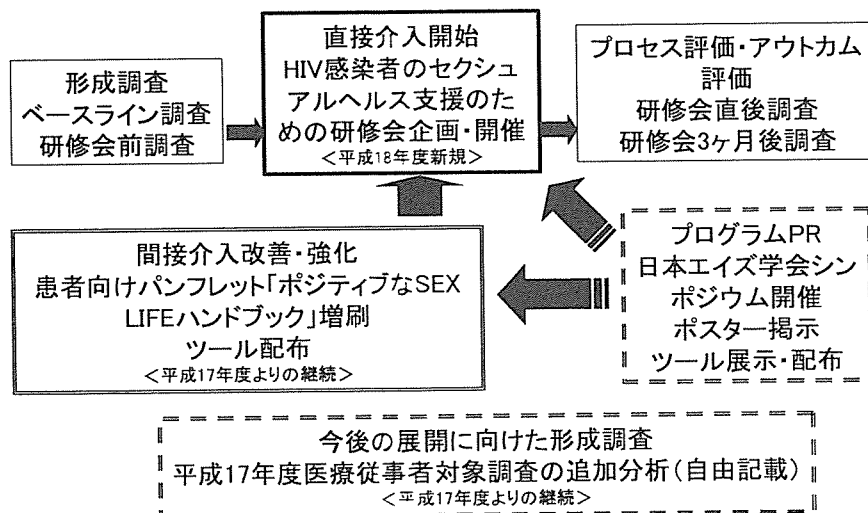 形成調査
ベースライン調査
研修会前調査
直接介入開始
HIV感染者のセクシュ
アルヘルス支援のた
めの研修会企画・開催
＜平成18年度新規＞
プロセス評価・アウトカム
評価
研修会直後調査
研修会3ヶ月後調査
間接介入改善・強化
患者向けパンフレット「ポジティブなSEX
LIFEハンドブック」増刷
ツール配布
＜平成17年度よりの継続＞
プログラムPR
日本エイズ学会シン
ポジウム開催
ポスター掲示
ツール展示・配布
今後の展開に向けた形成調査
平成17年度医療従事者対象調査の追加分析（自由記載）
＜平成17年度よりの継続＞